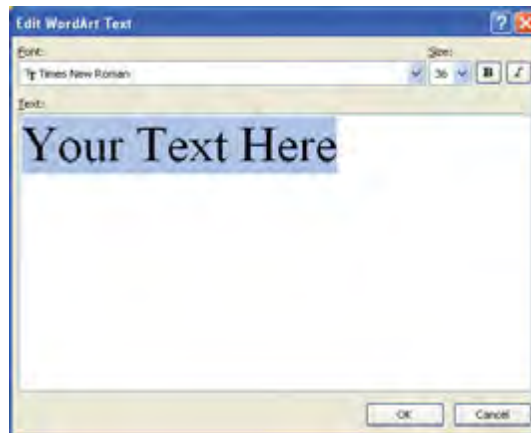 Edit WordArt Text
Font:
Size:
Times New Roman
36
B
I
Text:
Your Text Here
OK
Cancel